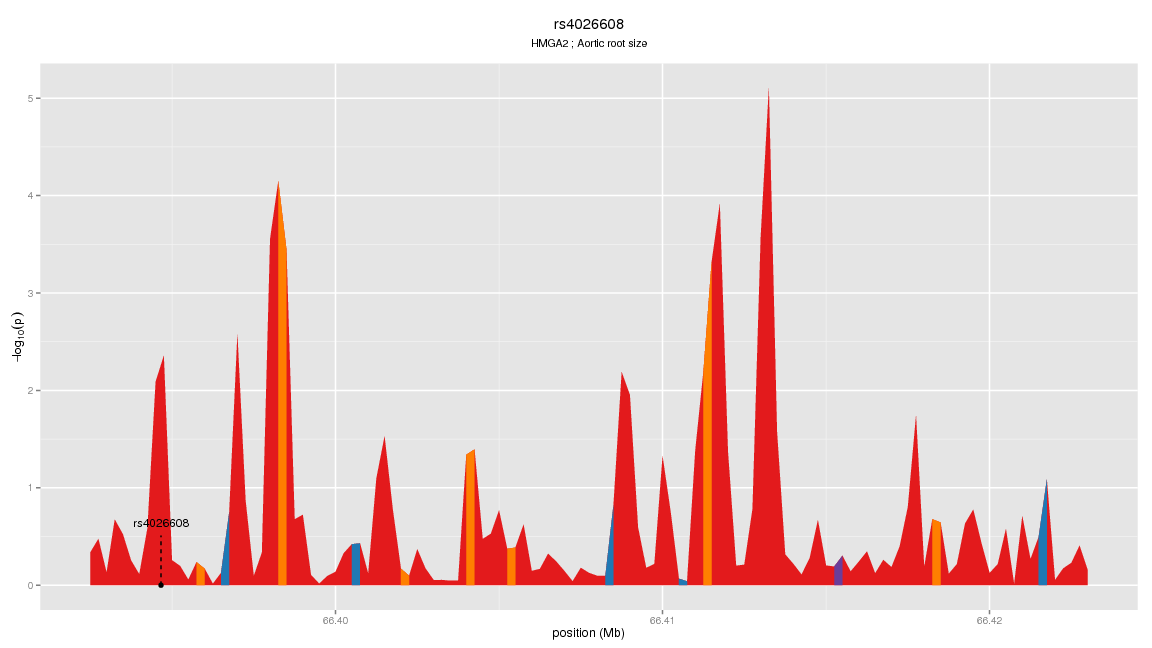 rs4026608
HMGA2 ; Aortic root size
5
4
3
2
1
0
−log10(p)
rs4026608
66.40
66.41
66.42
position (Mb)